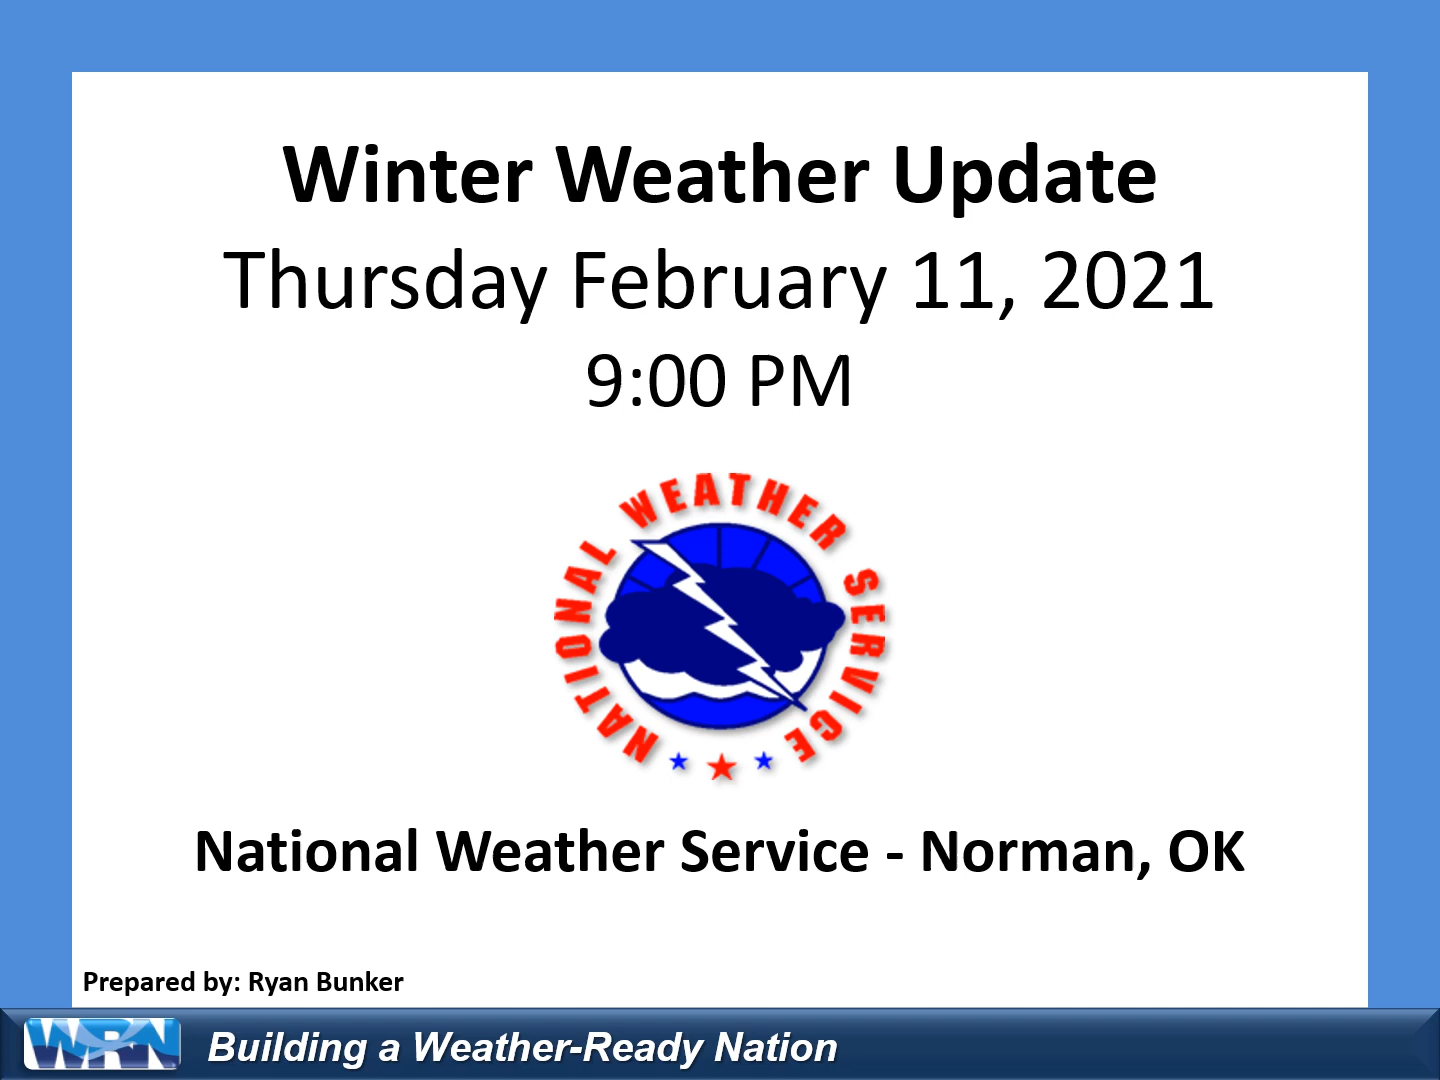 Winter Weather Update
Thursday February 11, 2021
9:00 PM
NATIONAL WEATHER SERVICE
National Weather Service - Norman, OK
Prepared by: Ryan Bunker
WRN
Building a Weather-Ready Nation